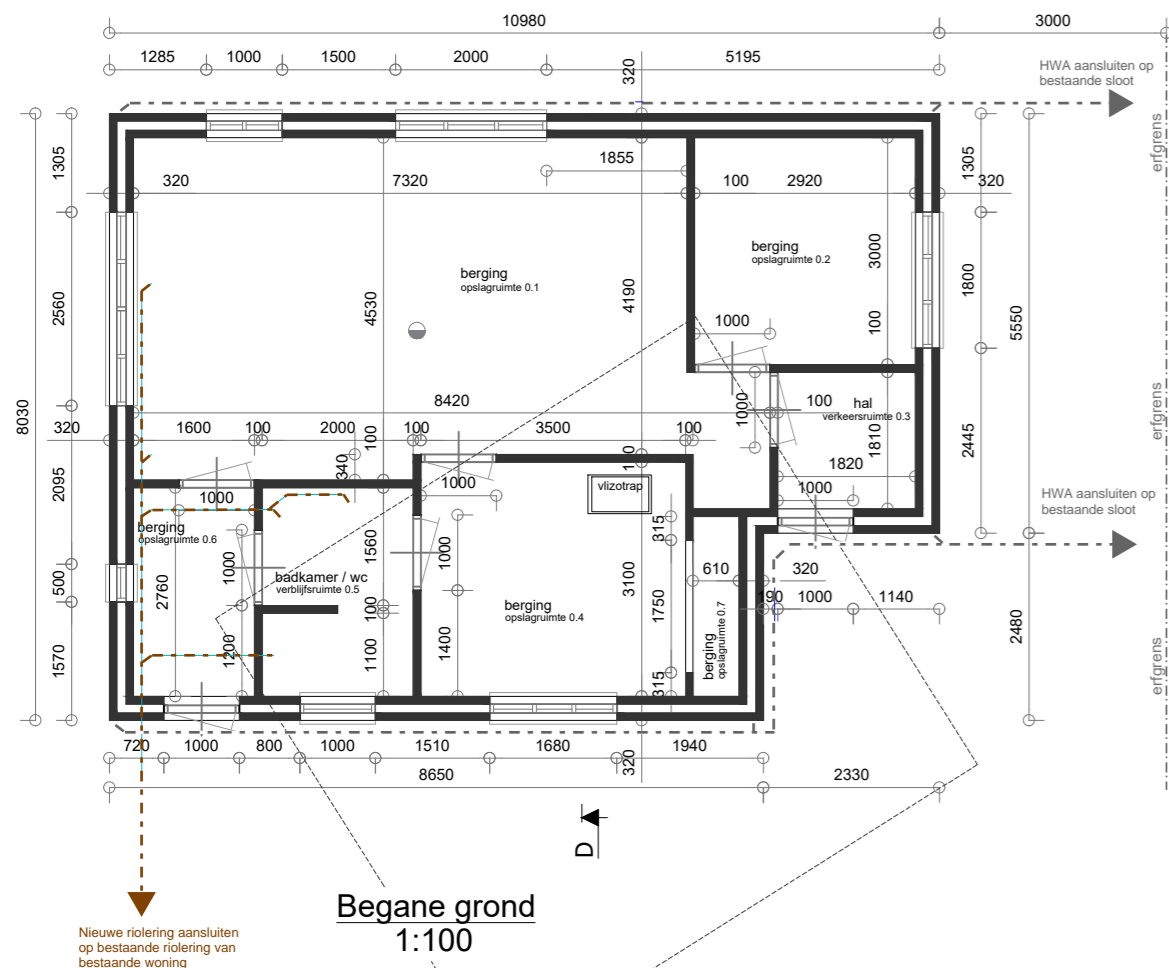 10980
3000
1285
1000
1500
2000
320
5195
HWA aansluiten op
bestaande sloot
erfgrens
1305
1305
1855
320
7320
100
2920
320
berging
opslagruimte 0.2
berging
opslagruimte 0.1
3000
2560
4530
4190
1800
5550
1000
100
8030
8420
1000
100
hal
verkeersruimte 0.3
1810
erfgrens
320
1600
100
2000
100
100
3500
100
100
2445
2095
340
1820
vlizotrap
1000
1000
1000
HWA aansluiten op
bestaande sloot
berging
opslagruimte 0.6
315
1000
1560
1000
500
2760
badkamer / wc
verblijfsruimte 0.5
3100
610
320
berging
opslagruimte 0.4
1750
190
1000
1140
100
2480
1570
1200
1100
1400
berging
opslagruimte 0.7
315
erfgrens
720
1000
800
1000
1510
1680
320
1940
8650
2330
D
Begane grond
1:100
Nieuwe riolering aansluiten
op bestaande riolering van
bestaande woning